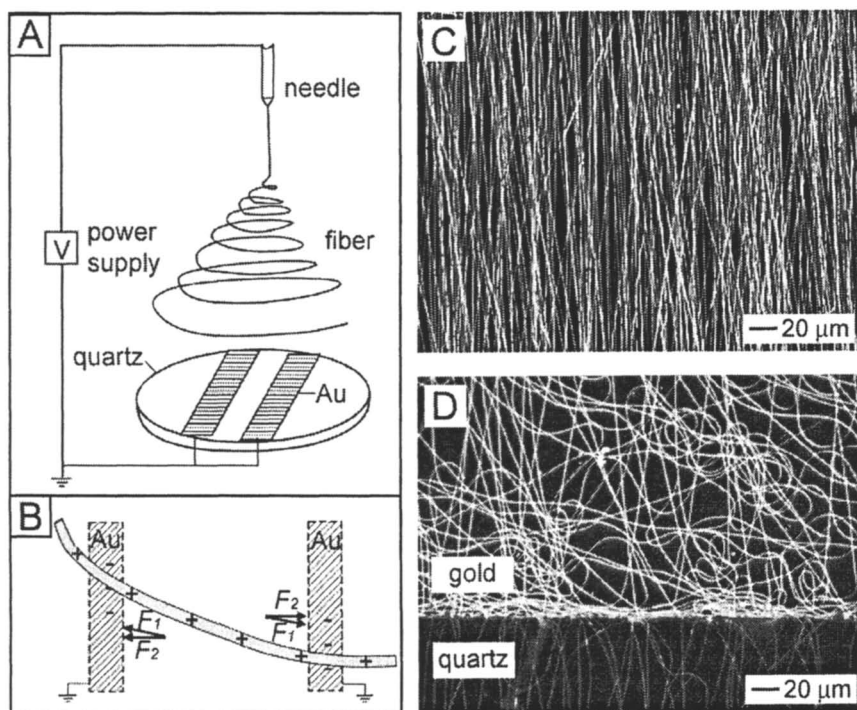 A
needle
V
power
supply
fiber
quartz
Au
B
Au
Au
F1
F2
F2
F1
C
20 µm
D
gold
quartz
20 µm